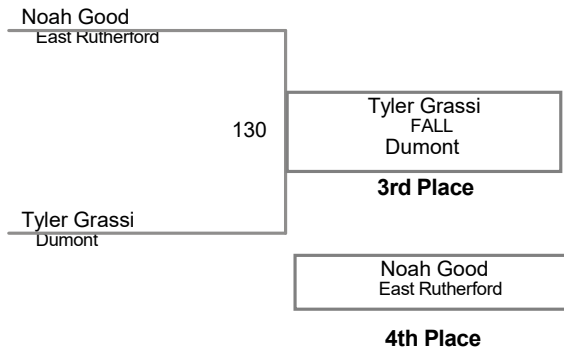 Noah Good
East Rutherford
130
Tyler Grassi
FALL
Dumont
3rd Place
Tyler Grassi
Dumont
Noah Good
East Rutherford
4th Place